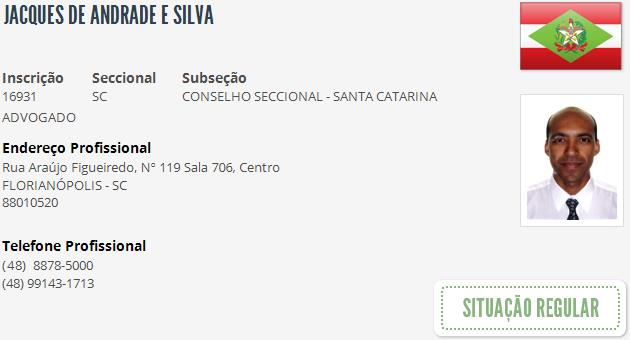 JACQUES DE ANDRADE E SILVA
Inscrição Seccional Subseção
16931 SC CONSELHO SECCIONAL - SANTA CATARINA
ADVOGADO
Endereço Profissional
Rua Araújo Figueiredo, Nº 119 Sala 706, Centro
FLORIANÓPOLIS - SC
88010520
Telefone Profissional
(48) 8878-5000
(48) 99143-1713
SITUAÇÃO REGULAR